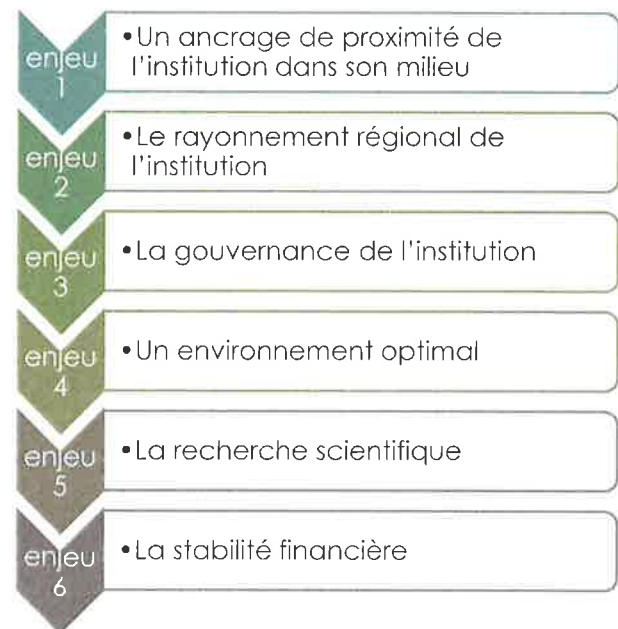 enjeu
1
•Un ancrage de proximité de
l'institution dans son milieu
enjeu
2
•Le rayonnement régional de
l'institution
enjeu
3
•La gouvernance de l'institution
enjeu
4
•Un environnement optimal
enjeu
5
•La recherche scientifique
enjeu
6
•La stabilité financière